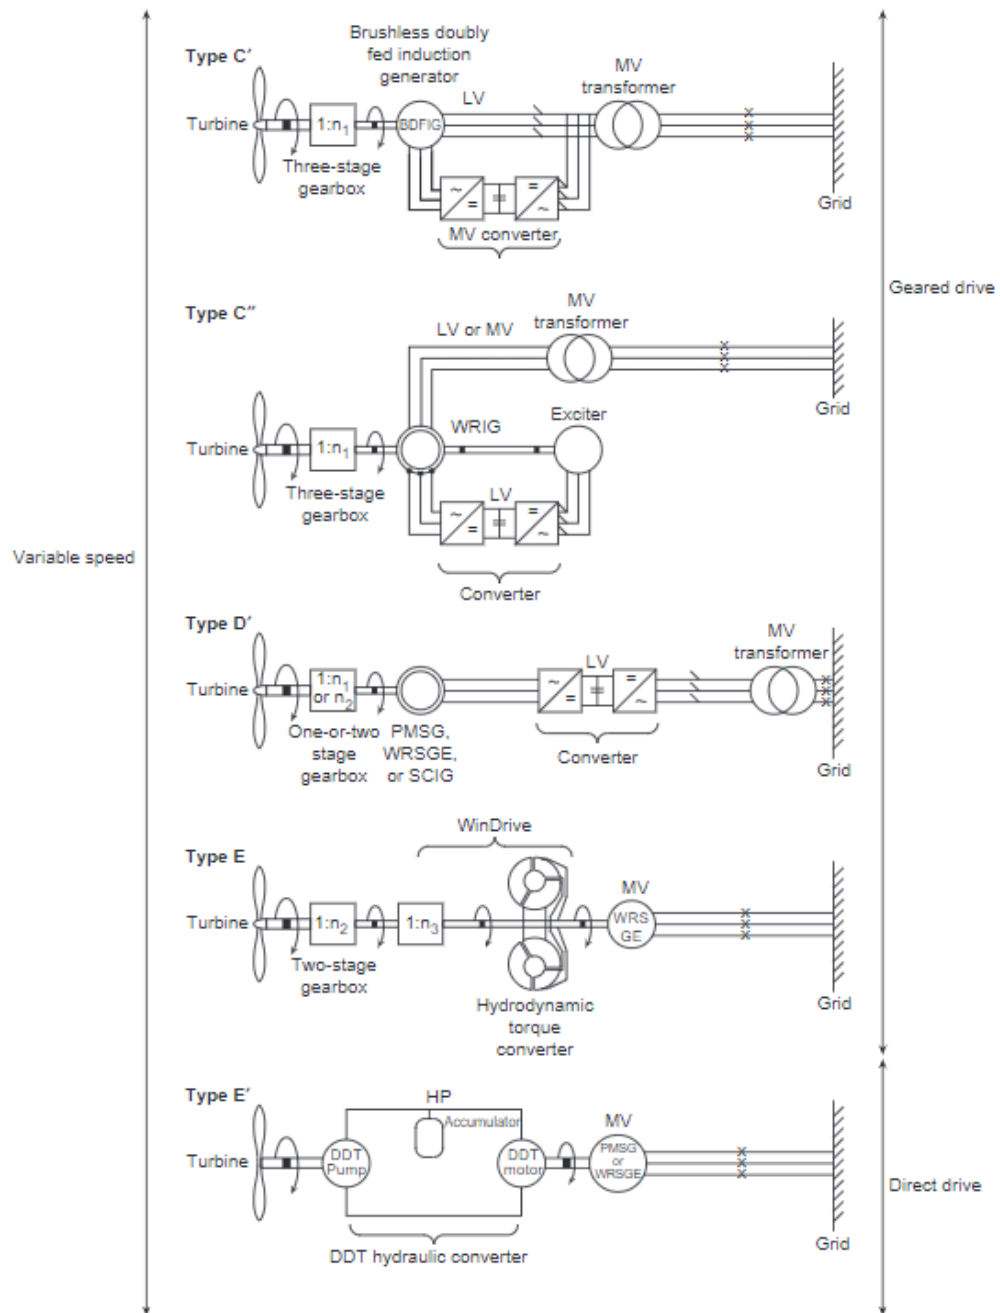 Type C′
Brushless doubly
fed induction
generator
LV
MV
transformer
Turbine
1:n1
BDFIG
Three-stage
gearbox
~
=
=
~
MV converter
Grid
Geared drive
Type C″
LV or MV
MV
transformer
Grid
Turbine
1:n1
WRIG
Exciter
Three-stage
gearbox
LV
~
=
=
~
Converter
Variable speed
Type D′
MV
transformer
Turbine
1:n1
or n2
LV
~
=
=
~
One-or-two
stage
gearbox
PMSG,
WRSGE,
or SCIG
Converter
Grid
WinDrive
Type E
MV
Turbine
1:n2
1:n3
WRS
GE
Two-stage
gearbox
Hydrodynamic
torque
converter
Grid
Type E′
HP
Accumulator
MV
Turbine
DDT
Pump
DDT
motor
PMSG
or
WRSGE
Direct drive
DDT hydraulic converter
Grid